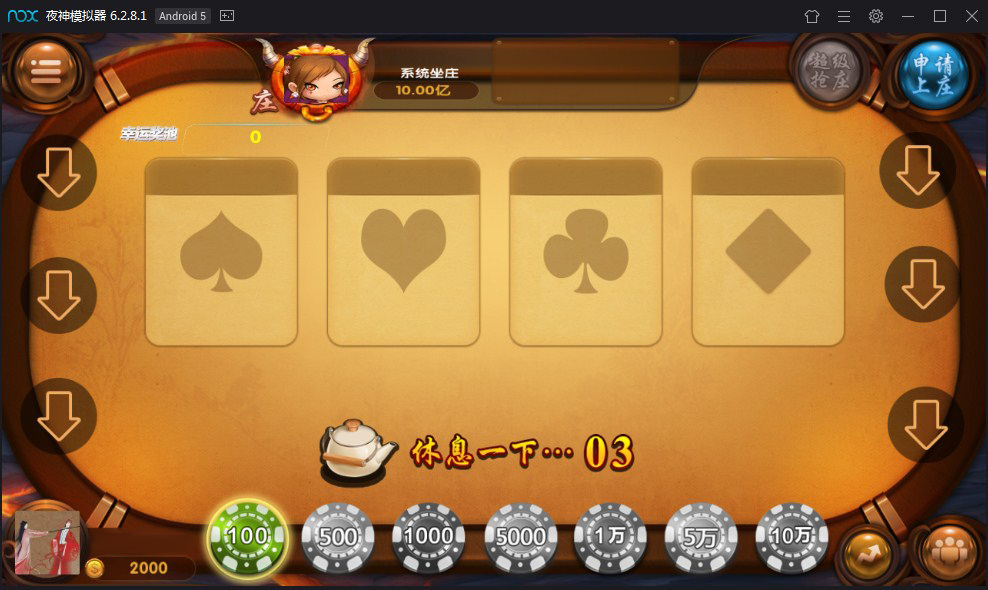 nox 夜神模拟器 6.2.8.1 Android 5
系统坐庄
10.00亿
庄
超级抢庄
申请上庄
幸运奖池 0
休息一下··· 03
100 500 1000 5000 1万 5万 10万
2000